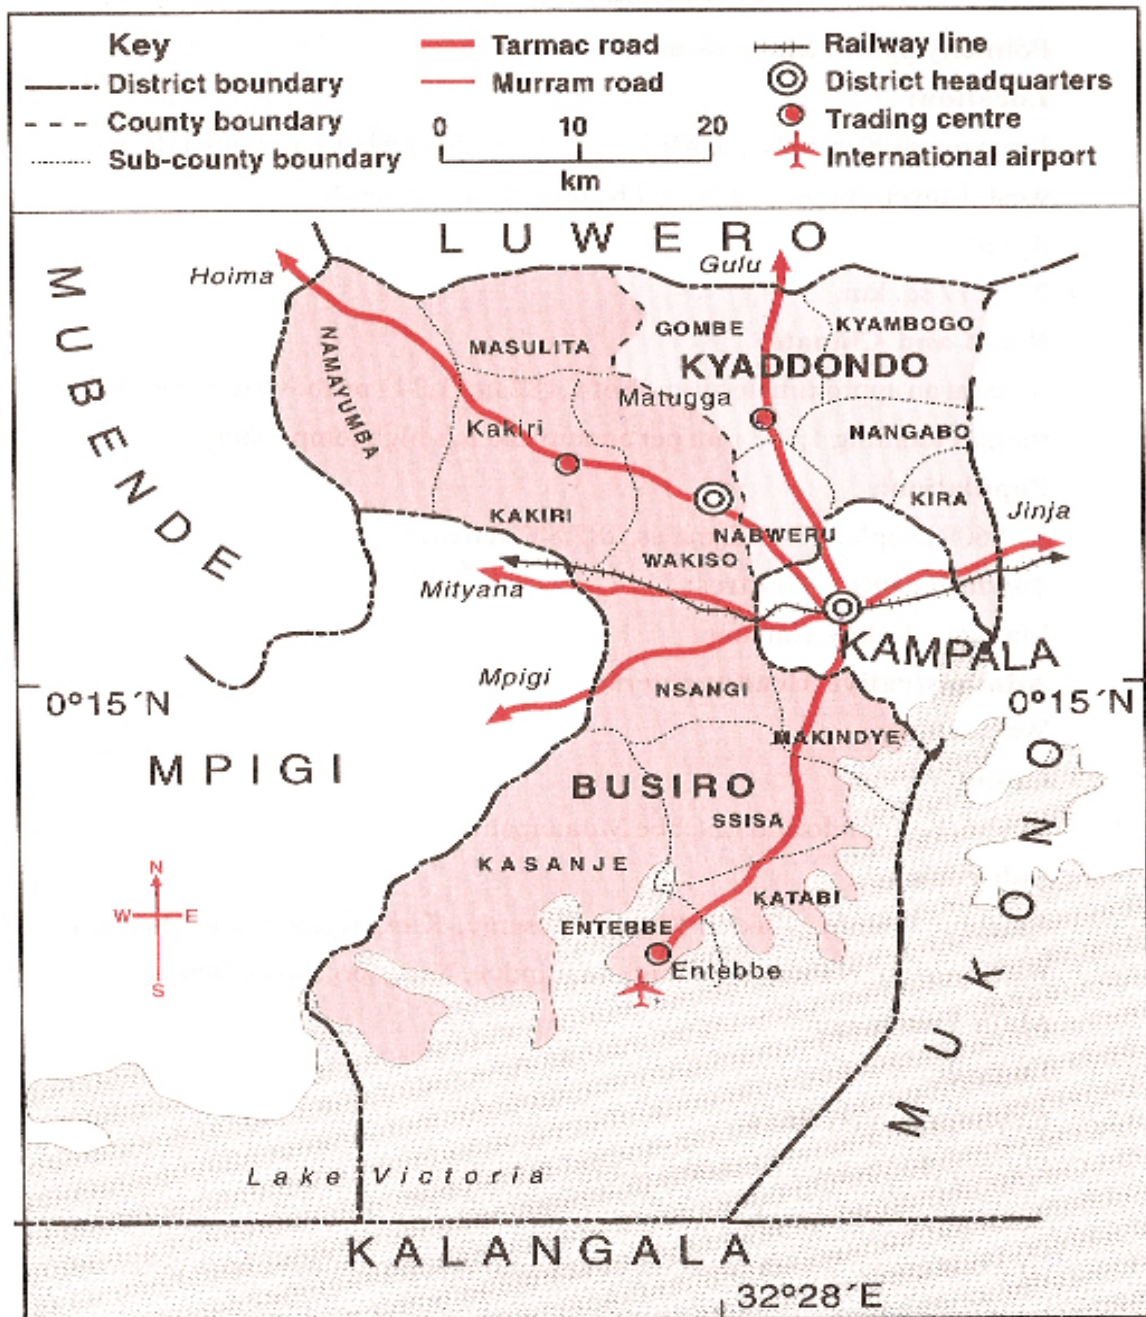 Key
District boundary
County boundary
Sub-county boundary
Tarmac road
Murram road
0 10 20
km
Railway line
District headquarters
Trading centre
International airport
LUWERO
MUBENDE
Hoima
Gulu
GOMBE
KYAMBOGO
NAMAYUMBA
MASULITA
KYADDONDO
Matugga
Kakiri
NANGABO
KAKIRI
KIRA
Jinja
NABWERU
WAKISO
Mityana
KAMPALA
Mpigi
NSANGI
0°15´N
0°15´N
MAKINDYE
MPIGI
BUSIRO
SSISA
MUKONO
KASANJE
KATABI
N
W E
S
ENTEBBE
Entebbe
Lake Victoria
KALANGALA
32°28´E